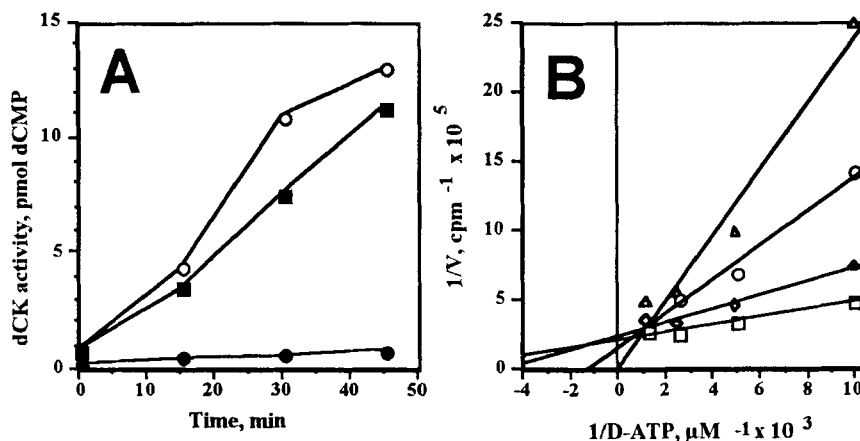 A
dCK activity, pmol dCMP
15
10
5
0
0 10 20 30 40 50
Time, min
B
1/V, cpm -1 x 10 5
25
20
15
10
5
0
-4 -2 0 2 4 6 8 10
1/D-ATP, µM -1 x 10 3